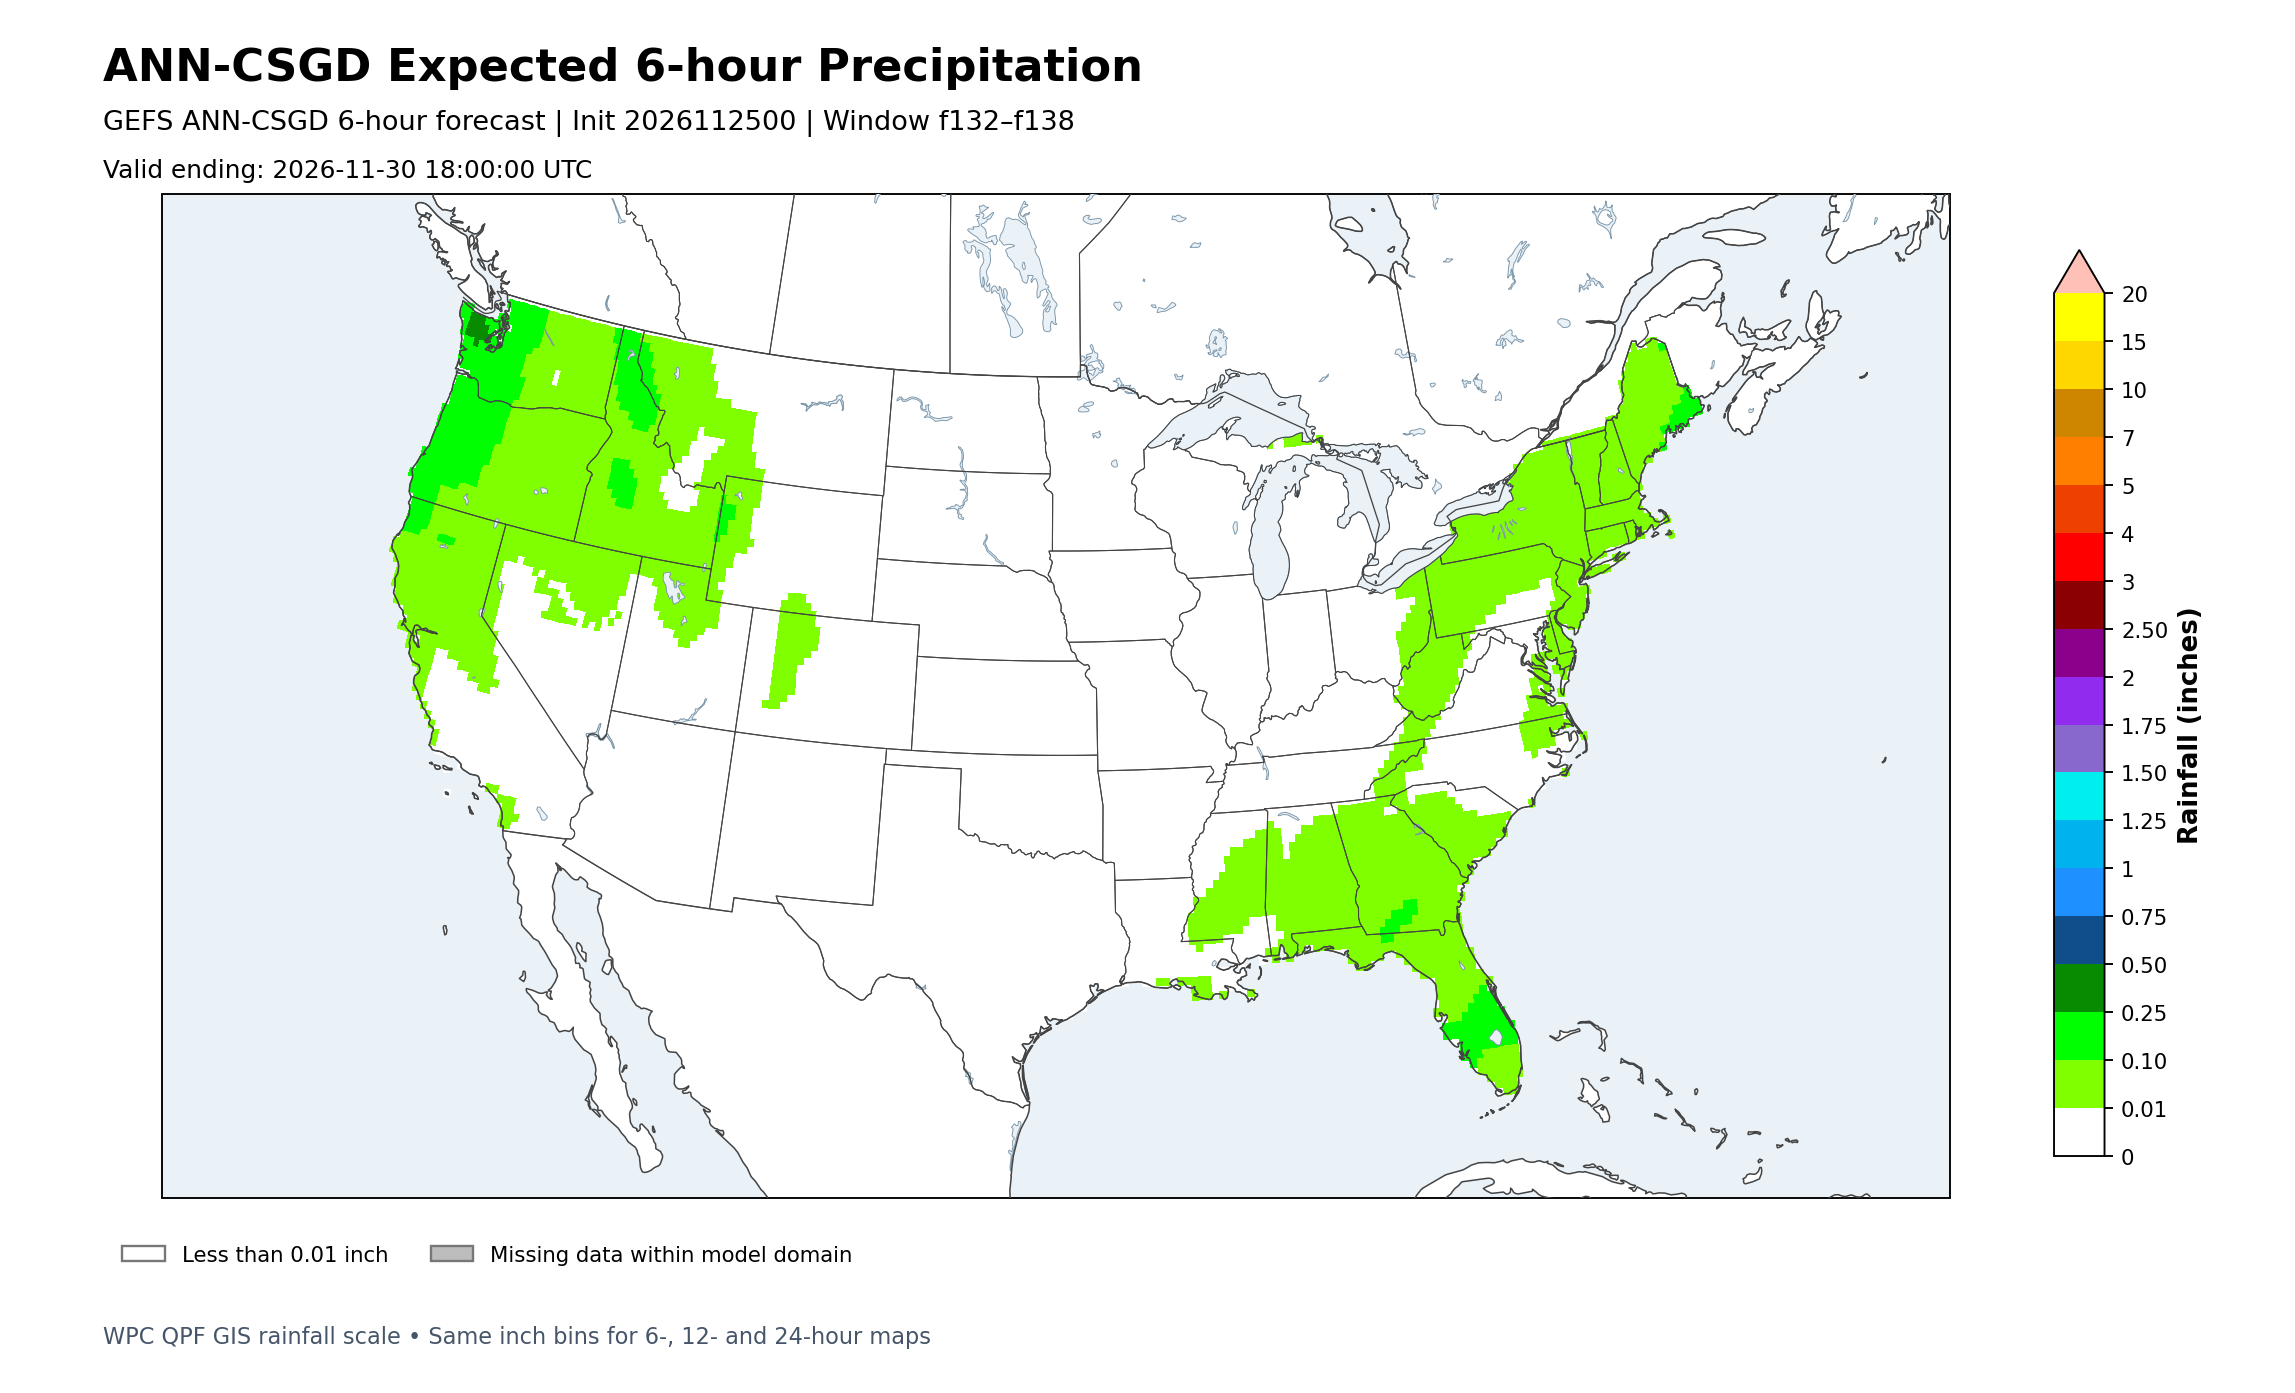 ANN-CSGD Expected 6-hour Precipitation
GEFS ANN-CSGD 6-hour forecast | Init 2026112500 | Window f132–f138
Valid ending: 2026-11-30 18:00:00 UTC
20
15
10
7
5
4
3
2.50
2
1.75
1.50
1.25
1
0.75
0.50
0.25
0.10
0.01
0
Rainfall (inches)
Less than 0.01 inch
Missing data within model domain
WPC QPF GIS rainfall scale • Same inch bins for 6-, 12- and 24-hour maps